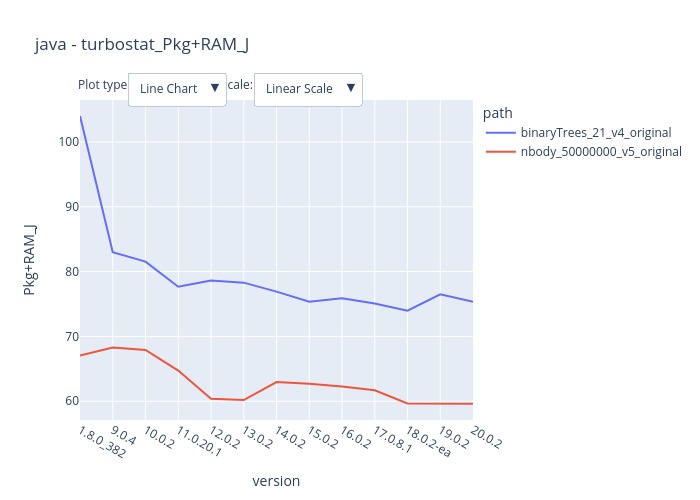 java - turbostat_Pkg+RAM_J
Plot type
Line Chart ▼
cale:
Linear Scale ▼
path
binaryTrees_21_v4_original
nbody_50000000_v5_original
Pkg+RAM_J
100
90
80
70
60
1.8.0_382
9.0.4
10.0.2
11.0.20.1
12.0.2
13.0.2
14.0.2
15.0.2
16.0.2
17.0.8.1
18.0.2-ea
19.0.2
20.0.2
version